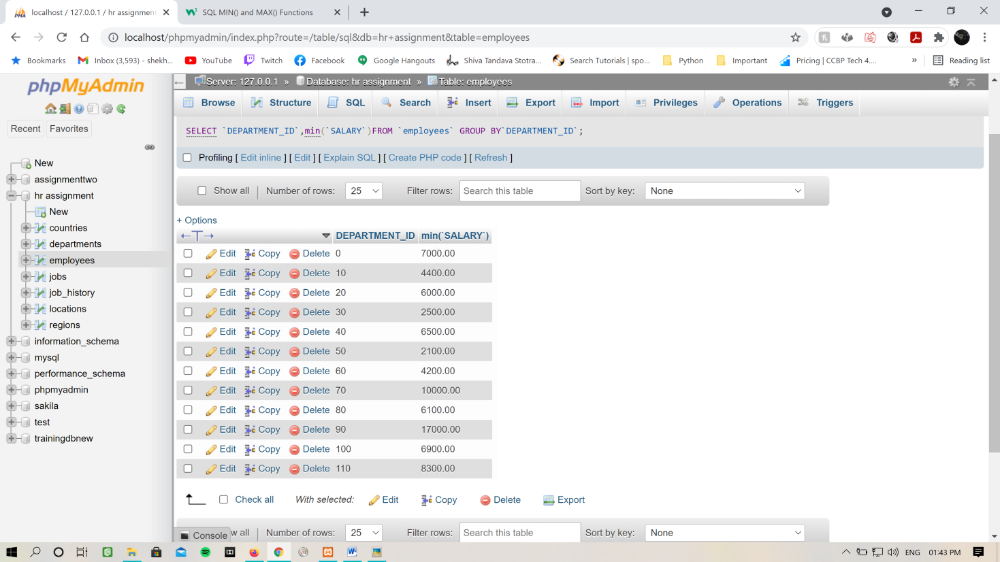 localhost / 127.0.0.1 / hr assignment
SQL MIN() and MAX() Functions
localhost/phpmyadmin/index.php?route=/table/sql&db=hr+assignment&table=employees
Bookmarks
Inbox (3,593) - shekh...
YouTube
Twitch
Facebook
Google Hangouts
Shiva Tandava Stotra...
Search Tutorials | spo...
Python
Important
Pricing | CCBP Tech 4....
»
Reading list
phpMyAdmin
Recent
Favorites
New
assignmenttwo
hr assignment
New
countries
departments
employees
jobs
job_history
locations
regions
information_schema
mysql
performance_schema
phpmyadmin
sakila
test
trainingdbnew
Server: 127.0.0.1 » Database: hr assignment » Table: employees
Browse Structure SQL Search Insert Export Import Privileges Operations Triggers
SELECT `DEPARTMENT_ID`,min(`SALARY`)FROM `employees` GROUP BY`DEPARTMENT_ID`;
Profiling [ Edit inline ] [ Edit ] [ Explain SQL ] [ Create PHP code ] [ Refresh ]
Show all | Number of rows: 25 Filter rows: Search this table Sort by key: None
+ Options
←T→ DEPARTMENT_ID min(`SALARY`)
Edit Copy Delete 0 7000.00
Edit Copy Delete 10 4400.00
Edit Copy Delete 20 6000.00
Edit Copy Delete 30 2500.00
Edit Copy Delete 40 6500.00
Edit Copy Delete 50 2100.00
Edit Copy Delete 60 4200.00
Edit Copy Delete 70 10000.00
Edit Copy Delete 80 6100.00
Edit Copy Delete 90 17000.00
Edit Copy Delete 100 6900.00
Edit Copy Delete 110 8300.00
Check all With selected: Edit Copy Delete Export
Console
w all | Number of rows: 25 Filter rows: Search this table Sort by key: None
ENG 01:43 PM